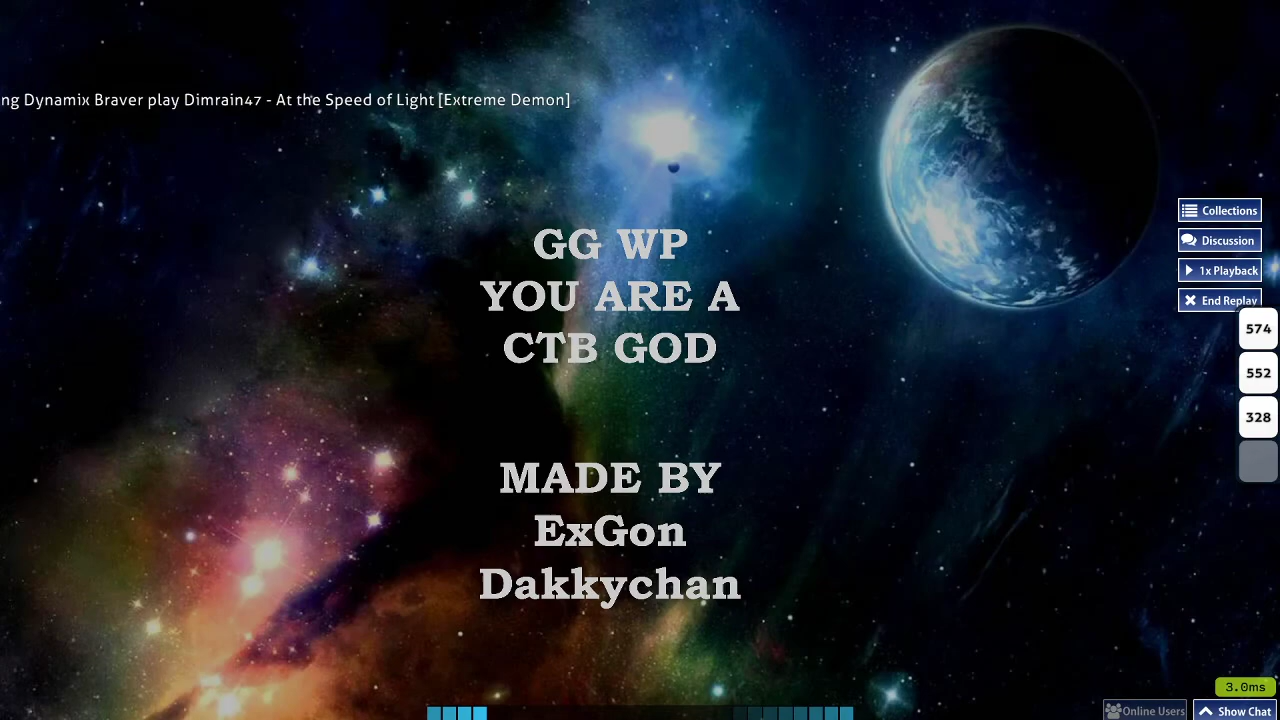 ng Dynamix Braver play Dimrain47 - At the Speed of Light [Extreme Demon]
GG WP
YOU ARE A
CTB GOD
MADE BY
ExGon
Dakkychan
Collections
Discussion
1x Playback
End Replay
574
552
328
3.0ms
Online Users
Show Chat